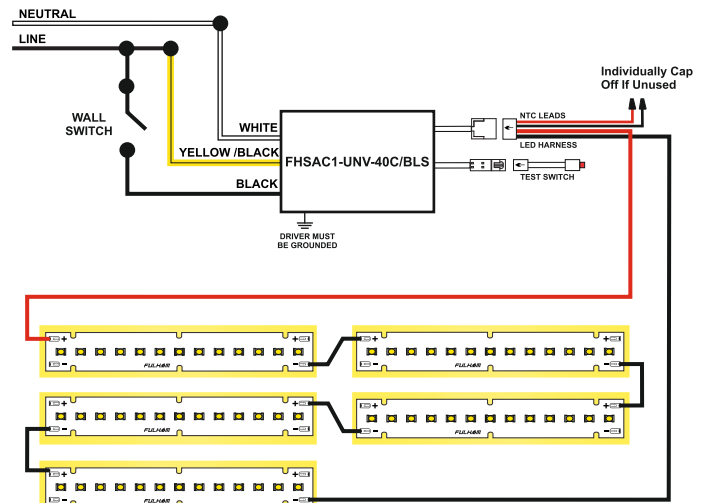 NEUTRAL
LINE
WALL
SWITCH
WHITE
YELLOW /BLACK
BLACK
FHSAC1-UNV-40C/BLS
DRIVER MUST
BE GROUNDED
Individually Cap
Off If Unused
NTC LEADS
LED HARNESS
TEST SWITCH
+ +
- -
FULHAM
+ +
- -
FULHAM
+ +
- -
FULHAM
+ +
- -
FULHAM
+ +
- -
FULHAM